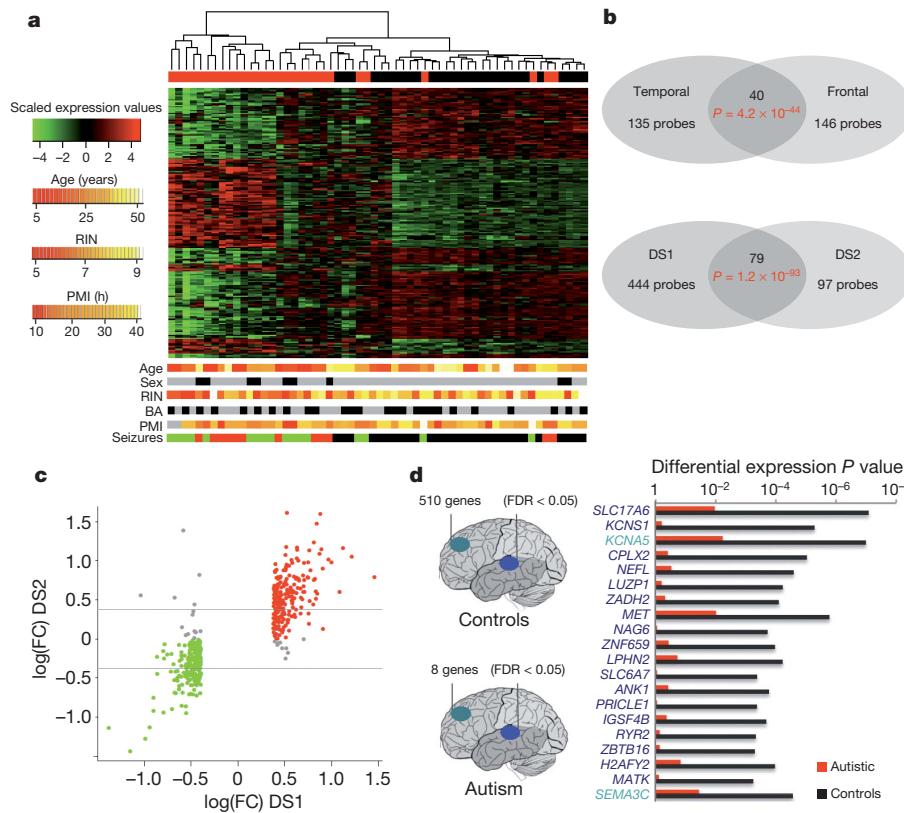 a
Scaled expression values
−4 −2 0 2 4
Age (years)
5 25 50
RIN
5 7 9
PMI (h)
10 20 30 40
Age
Sex
RIN
BA
PMI
Seizures
b
Temporal 40 Frontal
135 probes P = 4.2 × 10−44 146 probes
DS1 79 DS2
444 probes P = 1.2 × 10−93 97 probes
c
log(FC) DS2
1.5
1.0
0.5
0
−0.5
−1.0
−1.0 −0.5 0 0.5 1.0 1.5
log(FC) DS1
d
510 genes (FDR < 0.05)
Controls
8 genes (FDR < 0.05)
Autism
Differential expression P value
1 10−2 10−4 10−6 10−
SLC17A6
KCNS1
KCNA5
CPLX2
NEFL
LUZP1
ZADH2
MET
NAG6
ZNF659
LPHN2
SLC6A7
ANK1
PRICLE1
IGSF4B
RYR2
ZBTB16
H2AFY2
MATK
SEMA3C
Autistic
Controls